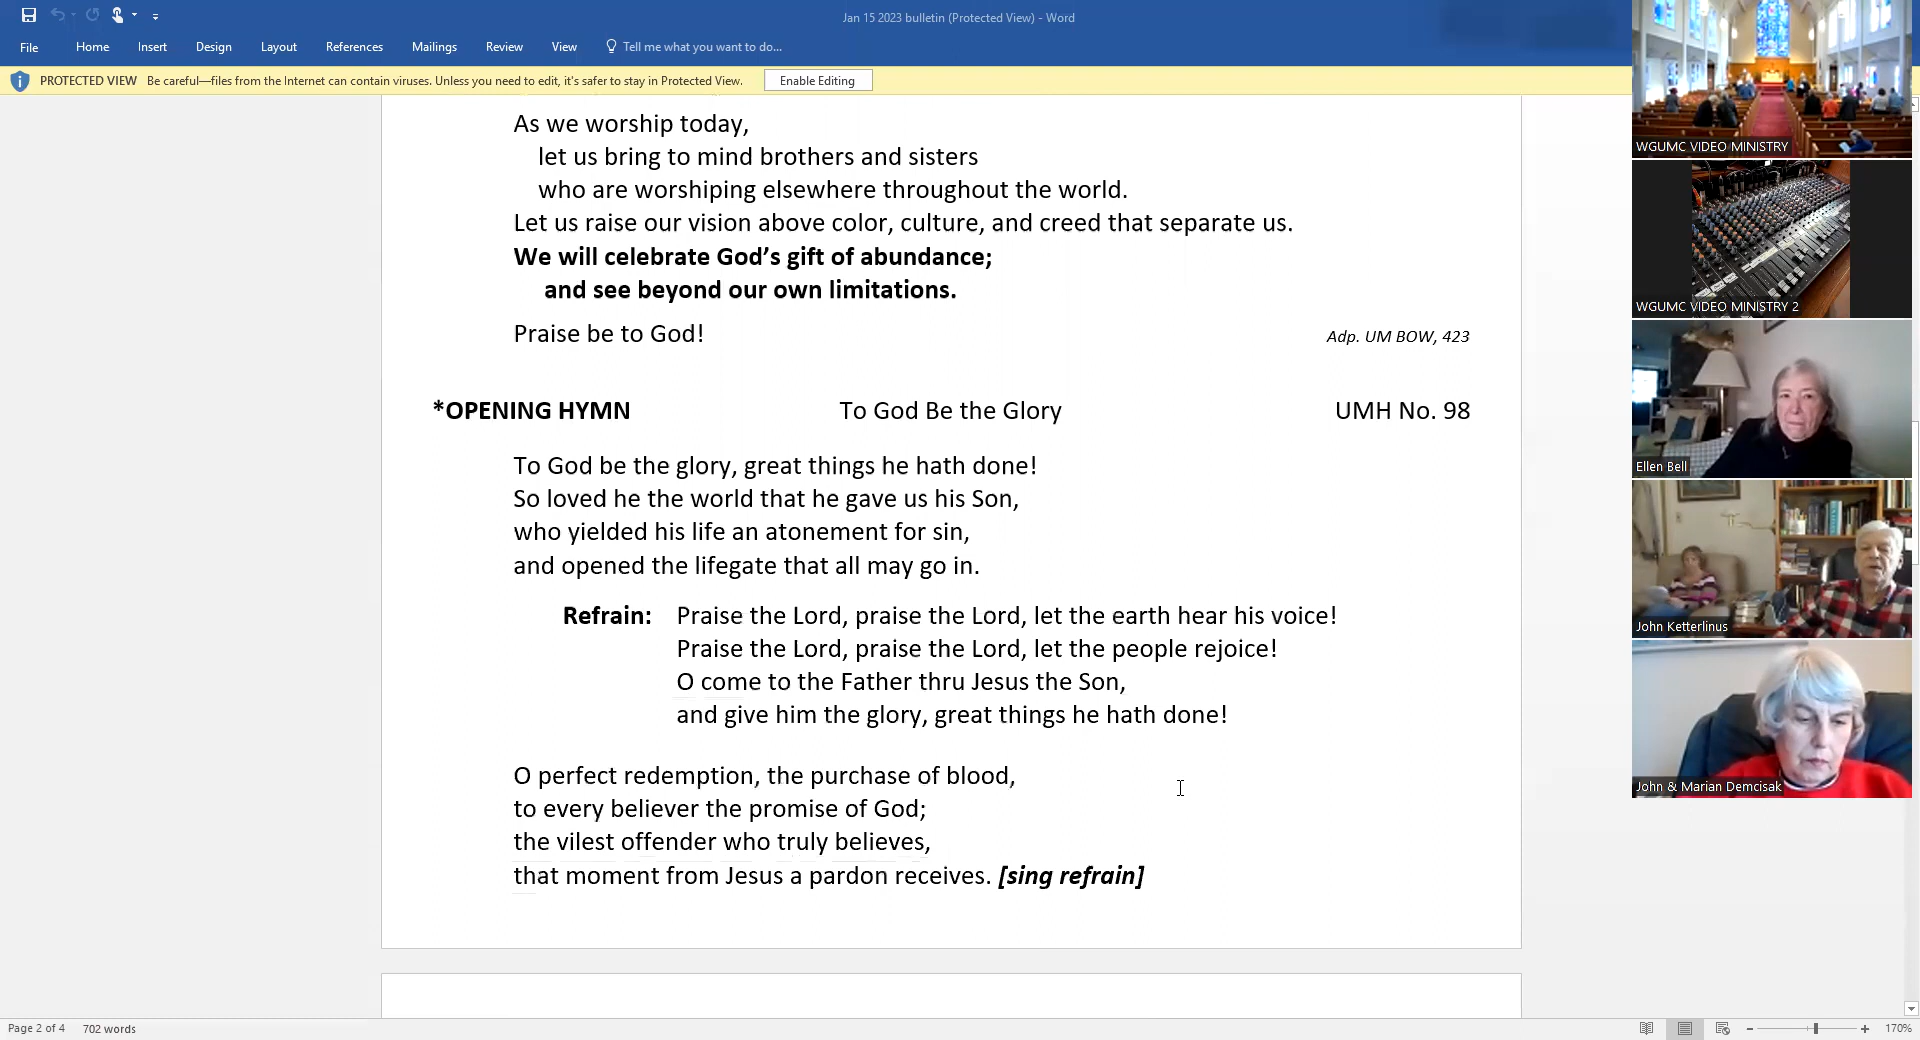 Jan 15 2023 bulletin (Protected View) - Word
File Home Insert Design Layout References Mailings Review View Tell me what you want to do...
PROTECTED VIEW Be careful—files from the Internet can contain viruses. Unless you need to edit, it's safer to stay in Protected View. Enable Editing
As we worship today,
let us bring to mind brothers and sisters
who are worshiping elsewhere throughout the world.
Let us raise our vision above color, culture, and creed that separate us.
We will celebrate God’s gift of abundance;
and see beyond our own limitations.
Praise be to God! Adp. UM BOW, 423
*OPENING HYMN To God Be the Glory UMH No. 98
To God be the glory, great things he hath done!
So loved he the world that he gave us his Son,
who yielded his life an atonement for sin,
and opened the lifegate that all may go in.
Refrain: Praise the Lord, praise the Lord, let the earth hear his voice!
Praise the Lord, praise the Lord, let the people rejoice!
O come to the Father thru Jesus the Son,
and give him the glory, great things he hath done!
O perfect redemption, the purchase of blood,
to every believer the promise of God;
the vilest offender who truly believes,
that moment from Jesus a pardon receives. [sing refrain]
WGUMC VIDEO MINISTRY
WGUMC VIDEO MINISTRY 2
Ellen Bell
John Ketterlinus
John & Marian Demcisak
Page 2 of 4 702 words
170%